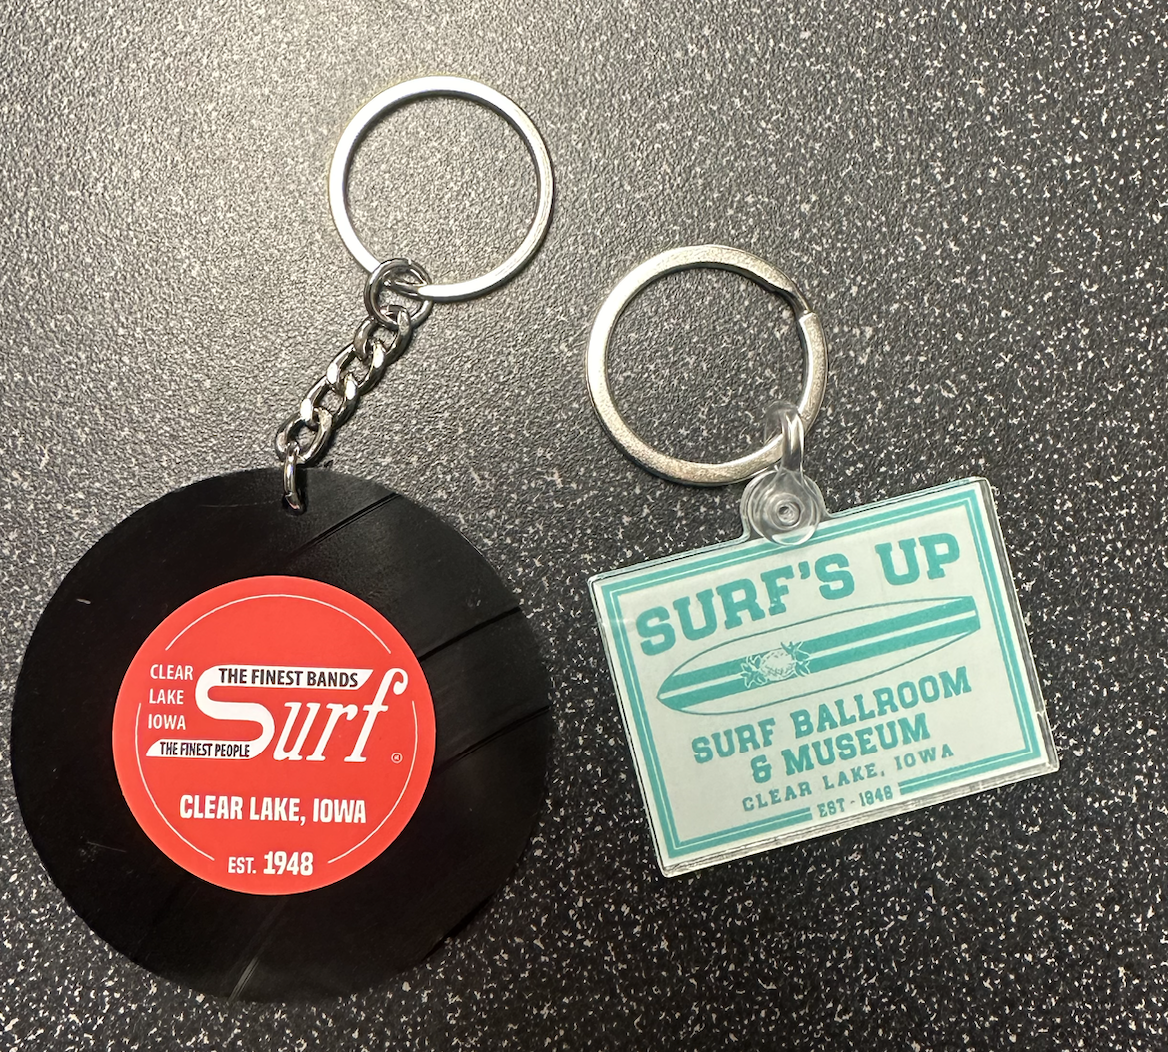 CLEAR
LAKE
IOWA
THE FINEST BANDS
Surf
THE FINEST PEOPLE
®
CLEAR LAKE, IOWA
EST. 1948
SURF'S UP
SURF BALLROOM
& MUSEUM
CLEAR LAKE, IOWA
EST - 1948